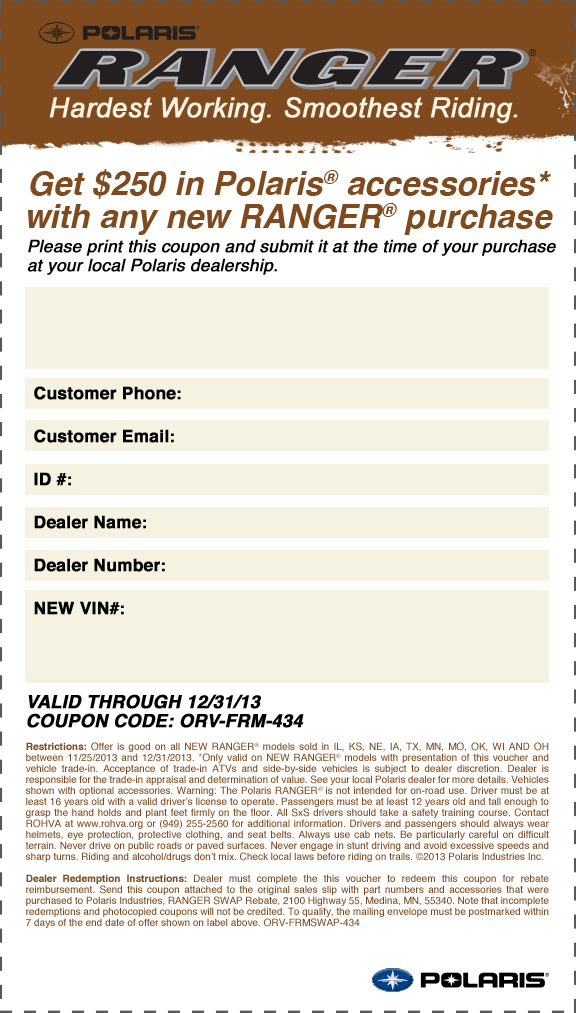 POLARIS®
RANGER®
Hardest Working. Smoothest Riding.
Get $250 in Polaris® accessories*
with any new RANGER® purchase
Please print this coupon and submit it at the time of your purchase
at your local Polaris dealership.
Customer Phone:
Customer Email:
ID #:
Dealer Name:
Dealer Number:
NEW VIN#:
VALID THROUGH 12/31/13
COUPON CODE: ORV-FRM-434
Restrictions: Offer is good on all NEW RANGER® models sold in IL, KS, NE, IA, TX, MN, MO, OK, WI AND OH
between 11/25/2013 and 12/31/2013. *Only valid on NEW RANGER® models with presentation of this voucher and
vehicle trade-in. Acceptance of trade-in ATVs and side-by-side vehicles is subject to dealer discretion. Dealer is
responsible for the trade-in appraisal and determination of value. See your local Polaris dealer for more details. Vehicles
shown with optional accessories. Warning: The Polaris RANGER® is not intended for on-road use. Driver must be at
least 16 years old with a valid driver's license to operate. Passengers must be at least 12 years old and tall enough to
grasp the hand holds and plant feet firmly on the floor. All SxS drivers should take a safety training course. Contact
ROHVA at www.rohva.org or (949) 255-2560 for additional information. Drivers and passengers should always wear
helmets, eye protection, protective clothing, and seat belts. Always use cab nets. Be particularly careful on difficult
terrain. Never drive on public roads or paved surfaces. Never engage in stunt driving and avoid excessive speeds and
sharp turns. Riding and alcohol/drugs don't mix. Check local laws before riding on trails. ©2013 Polaris Industries Inc.
Dealer Redemption Instructions: Dealer must complete the this voucher to redeem this coupon for rebate
reimbursement. Send this coupon attached to the original sales slip with part numbers and accessories that were
purchased to Polaris Industries, RANGER SWAP Rebate, 2100 Highway 55, Medina, MN, 55340. Note that incomplete
redemptions and photocopied coupons will not be credited. To qualify, the mailing envelope must be postmarked within
7 days of the end date of offer shown on label above. ORV-FRMSWAP-434
POLARIS®